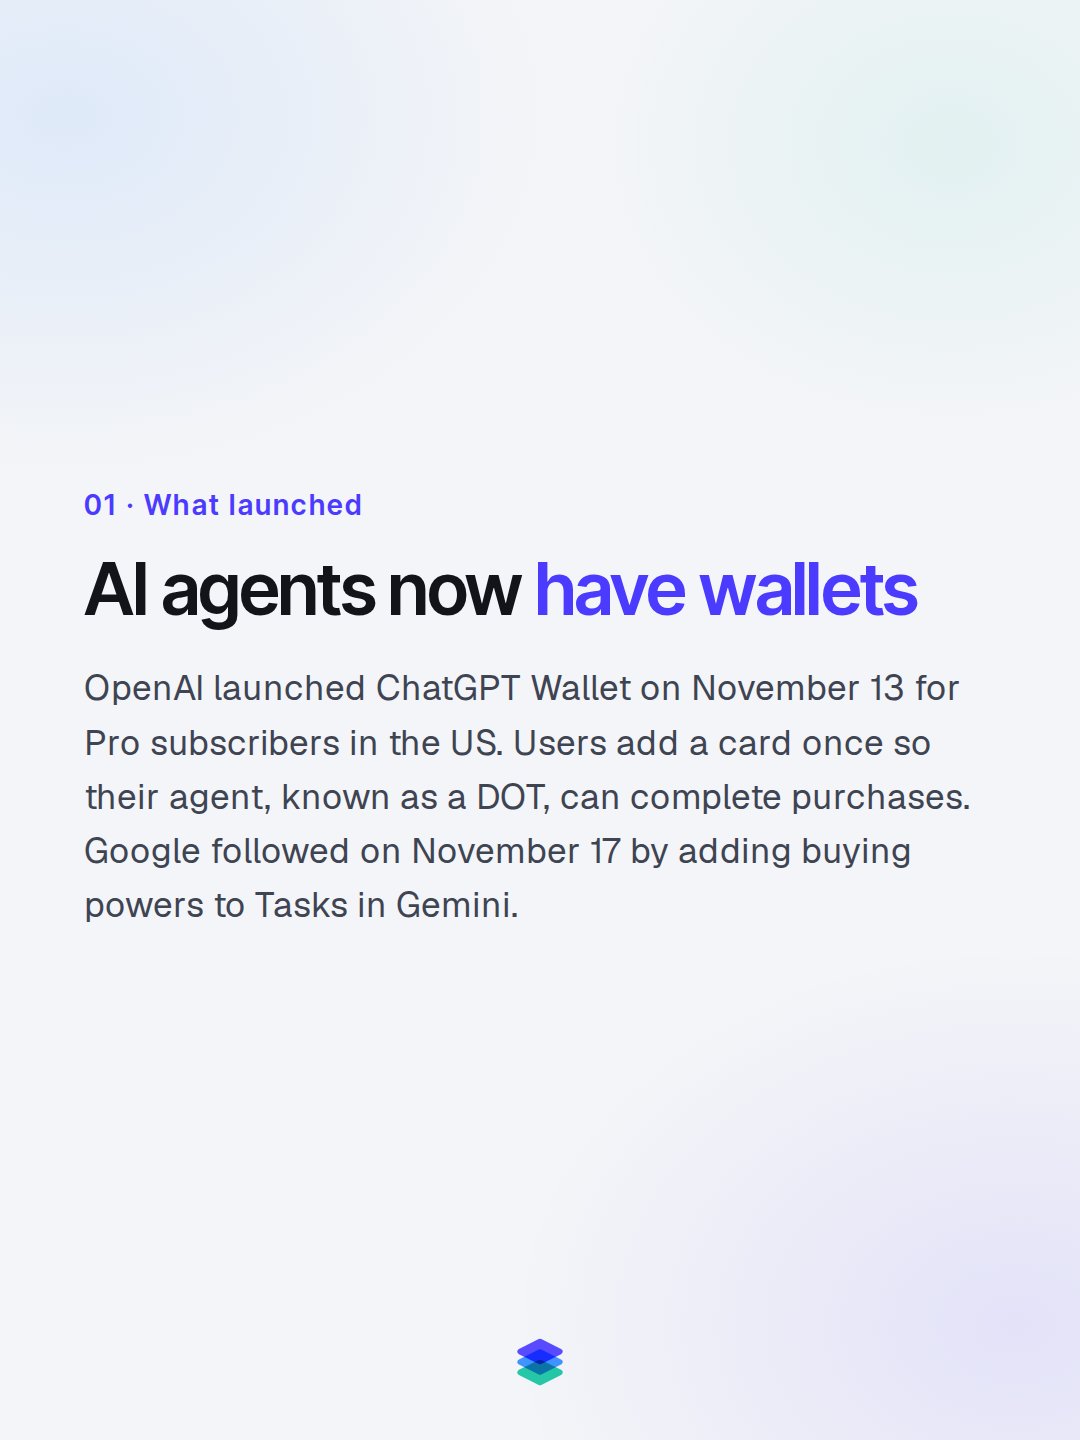 01 · What launched
AI agents now have wallets
OpenAI launched ChatGPT Wallet on November 13 for
Pro subscribers in the US. Users add a card once so
their agent, known as a DOT, can complete purchases.
Google followed on November 17 by adding buying
powers to Tasks in Gemini.